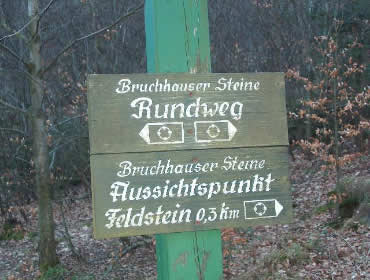 Bruchhauser Steine
Rundweg
Bruchhauser Steine
Aussichtspunkt
Feldstein 0,3 km